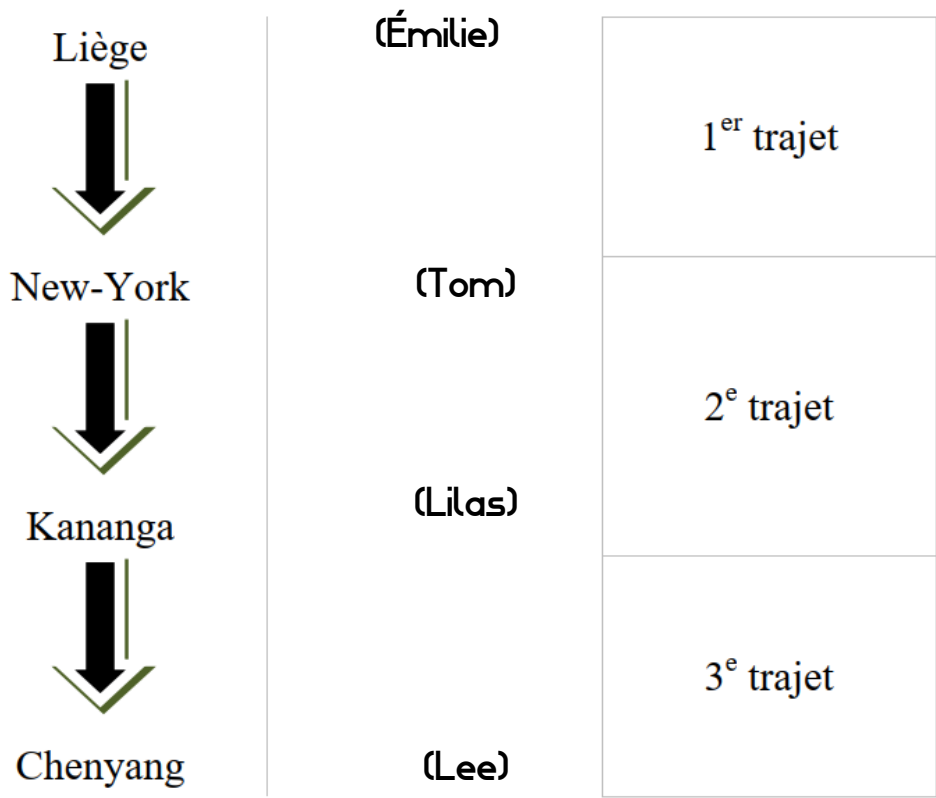 Liège
(Émilie)
1er trajet
New-York
(Tom)
2e trajet
(Lilas)
Kananga
3e trajet
Chenyang
(Lee)